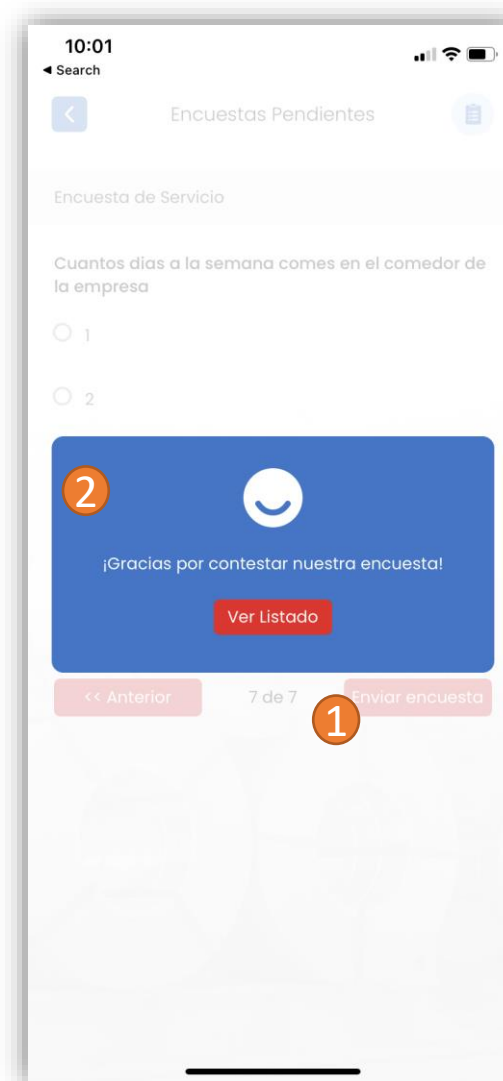 10:01
◀ Search
Encuestas Pendientes
Encuesta de Servicio
Cuantos días a la semana comes en el comedor de
la empresa
1
2
2
¡Gracias por contestar nuestra encuesta!
Ver Listado
<< Anterior
7 de 7
Enviar encuesta
1